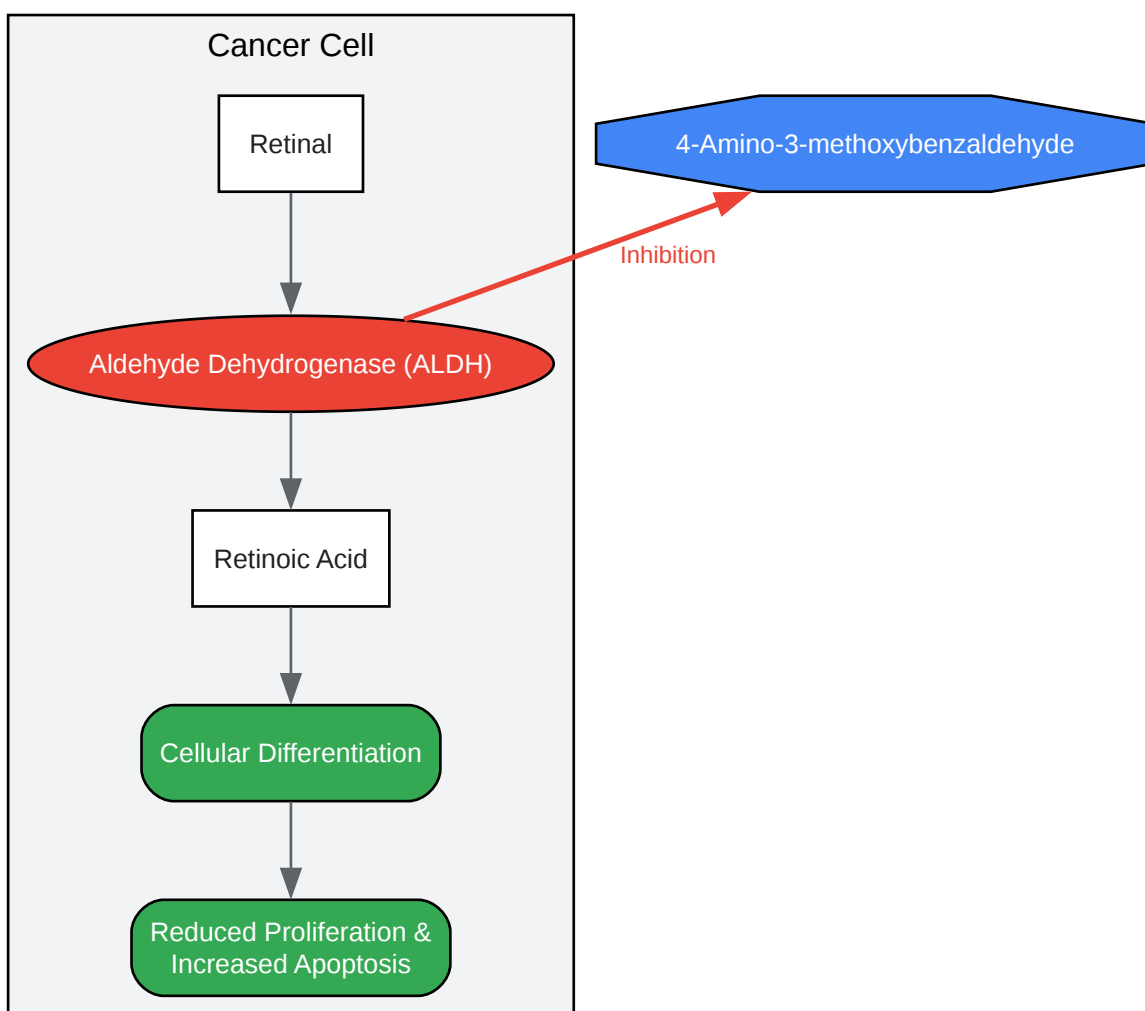 Cancer Cell
Retinal
4-Amino-3-methoxybenzaldehyde
Inhibition
Aldehyde Dehydrogenase (ALDH)
Retinoic Acid
Cellular Differentiation
Reduced Proliferation &
Increased Apoptosis